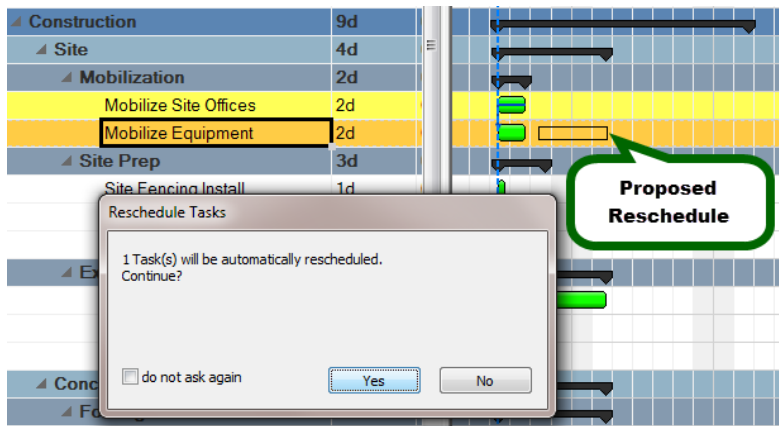 Construction 9d
Site 4d
Mobilization 2d
Mobilize Site Offices 2d
Mobilize Equipment 2d
Site Prep 3d
Proposed
Reschedule
Site Fencing Install 1d
Reschedule Tasks
1 Task(s) will be automatically rescheduled.
Continue?
do not ask again
Yes
No